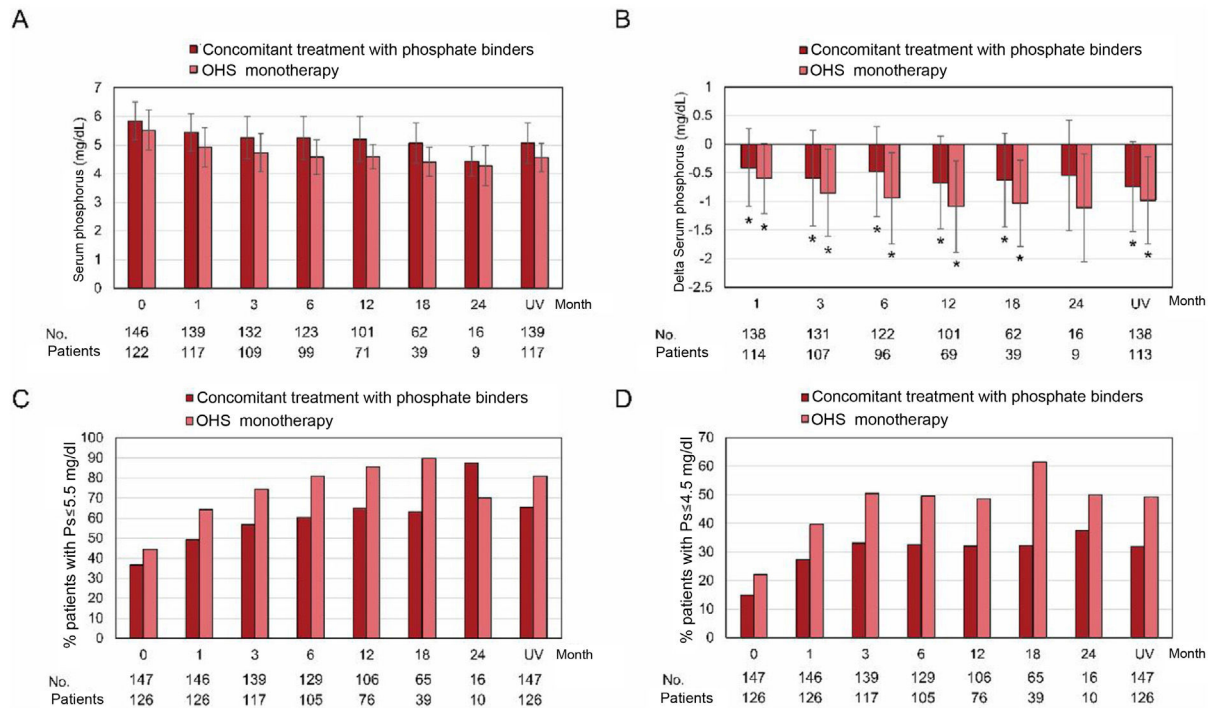 A
Concomitant treatment with phosphate binders
OHS monotherapy
Serum phosphorus (mg/dL)
7
6
5
4
3
2
1
0
0 1 3 6 12 18 24 UV Month
No. 146 139 132 123 101 62 16 139
Patients 122 117 109 99 71 39 9 117
B
Concomitant treatment with phosphate binders
OHS monotherapy
Delta Serum phosphorus (mg/dL)
1
0.5
0
-0.5
-1
-1.5
-2
-2.5
* * * * * * * * * * * *
1 3 6 12 18 24 UV Month
No. 138 131 122 101 62 16 138
Patients 114 107 96 69 39 9 113
C
Concomitant treatment with phosphate binders
OHS monotherapy
% patients with Ps≤5.5 mg/dl
100
90
80
70
60
50
40
30
20
10
0
0 1 3 6 12 18 24 UV Month
No. 147 146 139 129 106 65 16 147
Patients 126 126 117 105 76 39 10 126
D
Concomitant treatment with phosphate binders
OHS monotherapy
% patients with Ps≤4.5 mg/dl
70
60
50
40
30
20
10
0
0 1 3 6 12 18 24 UV Month
No. 147 146 139 129 106 65 16 147
Patients 126 126 117 105 76 39 10 126